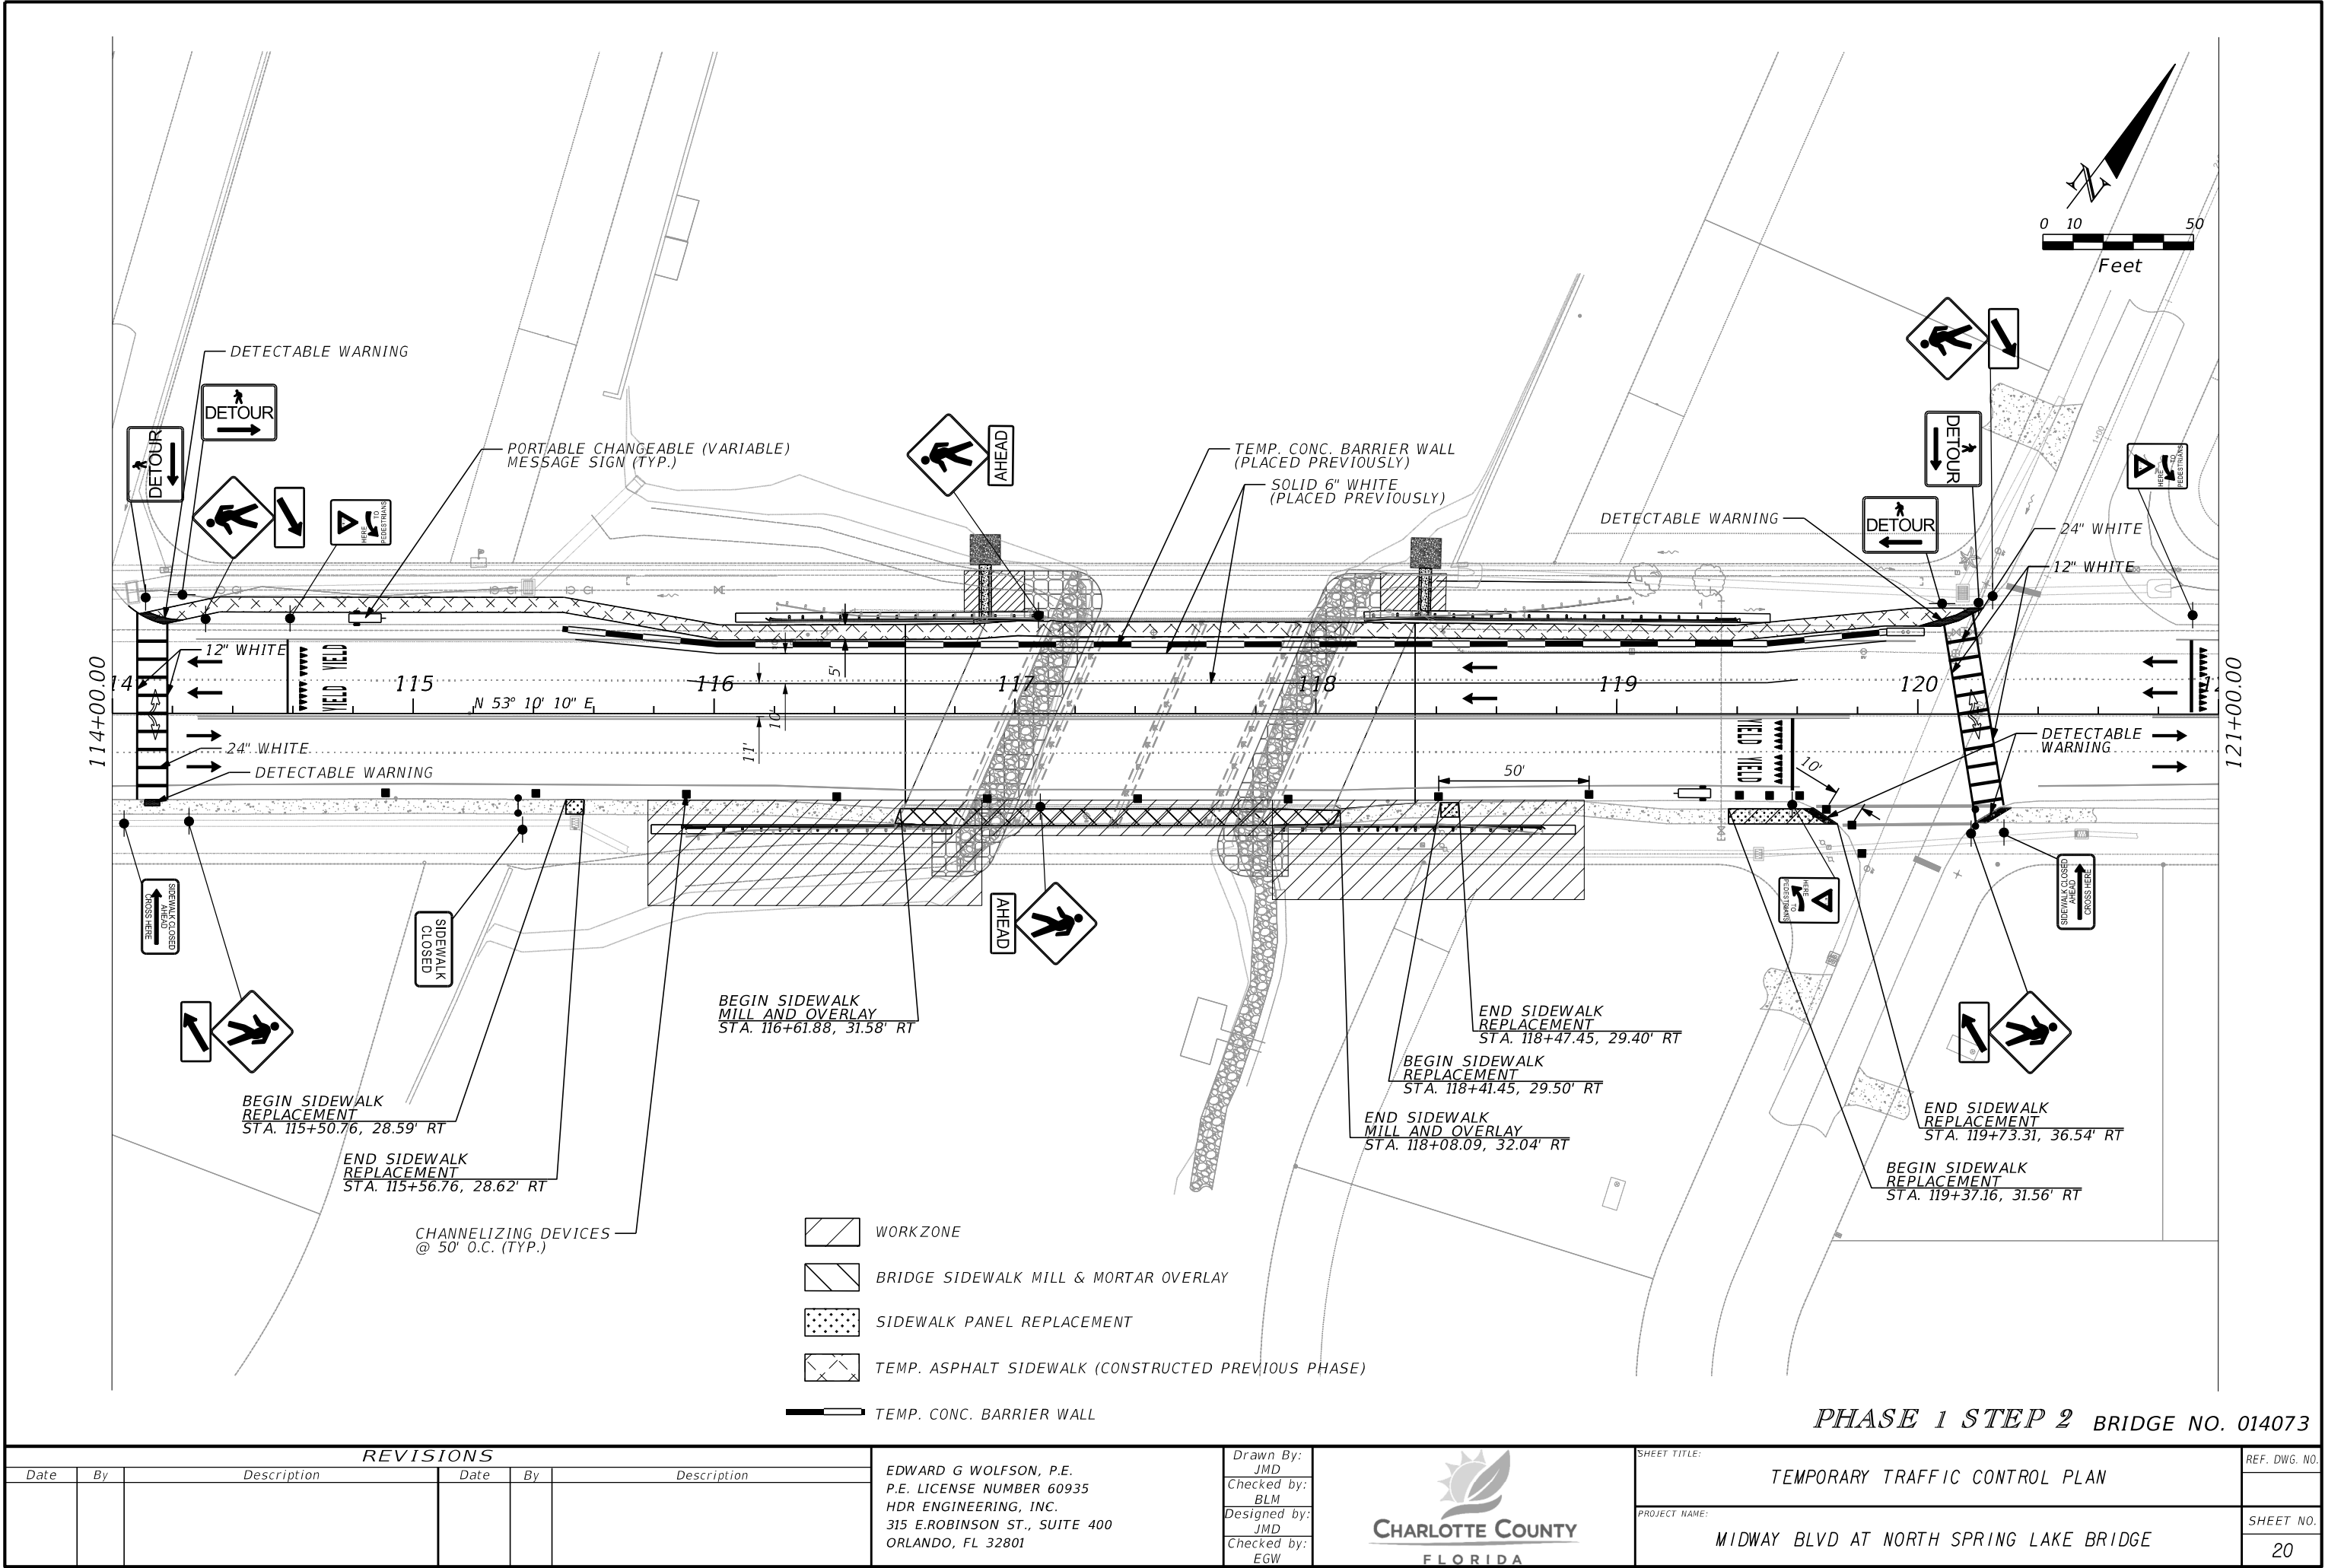 0 10 50
Feet
DETECTABLE WARNING
DETOUR
DETOUR
PORTABLE CHANGEABLE (VARIABLE)
MESSAGE SIGN (TYP.)
HERE
TO
PEDESTRIANS
AHEAD
TEMP. CONC. BARRIER WALL
(PLACED PREVIOUSLY)
SOLID 6" WHITE
(PLACED PREVIOUSLY)
DETECTABLE WARNING
DETOUR
DETOUR
HERE
TO
PEDESTRIANS
24" WHITE
12" WHITE
12" WHITE
YIELD
YIELD
5'
114+00.00
14 115 116 117 118 119 120 12
121+00.00
N 53° 10' 10" E
10'
11'
24" WHITE
DETECTABLE WARNING
50'
YIELD
YIELD
10'
DETECTABLE
WARNING
SIDEWALK CLOSED
AHEAD
CROSS HERE
SIDEWALK
CLOSED
AHEAD
HERE
TO
PEDESTRIANS
SIDEWALK CLOSED
AHEAD
CROSS HERE
BEGIN SIDEWALK
MILL AND OVERLAY
STA. 116+61.88, 31.58' RT
END SIDEWALK
REPLACEMENT
STA. 118+47.45, 29.40' RT
BEGIN SIDEWALK
REPLACEMENT
STA. 118+41.45, 29.50' RT
END SIDEWALK
MILL AND OVERLAY
STA. 118+08.09, 32.04' RT
BEGIN SIDEWALK
REPLACEMENT
STA. 115+50.76, 28.59' RT
END SIDEWALK
REPLACEMENT
STA. 115+56.76, 28.62' RT
END SIDEWALK
REPLACEMENT
STA. 119+73.31, 36.54' RT
BEGIN SIDEWALK
REPLACEMENT
STA. 119+37.16, 31.56' RT
CHANNELIZING DEVICES
@ 50' O.C. (TYP.)
WORKZONE
BRIDGE SIDEWALK MILL & MORTAR OVERLAY
SIDEWALK PANEL REPLACEMENT
TEMP. ASPHALT SIDEWALK (CONSTRUCTED PREVIOUS PHASE)
TEMP. CONC. BARRIER WALL
PHASE 1 STEP 2 BRIDGE NO. 014073
REVISIONS
Date By Description Date By Description
EDWARD G WOLFSON, P.E.
P.E. LICENSE NUMBER 60935
HDR ENGINEERING, INC.
315 E.ROBINSON ST., SUITE 400
ORLANDO, FL 32801
Drawn By:
JMD
Checked by:
BLM
Designed by:
JMD
Checked by:
EGW
CHARLOTTE COUNTY
FLORIDA
SHEET TITLE:
TEMPORARY TRAFFIC CONTROL PLAN
PROJECT NAME:
MIDWAY BLVD AT NORTH SPRING LAKE BRIDGE
REF. DWG. NO.
SHEET NO.
20